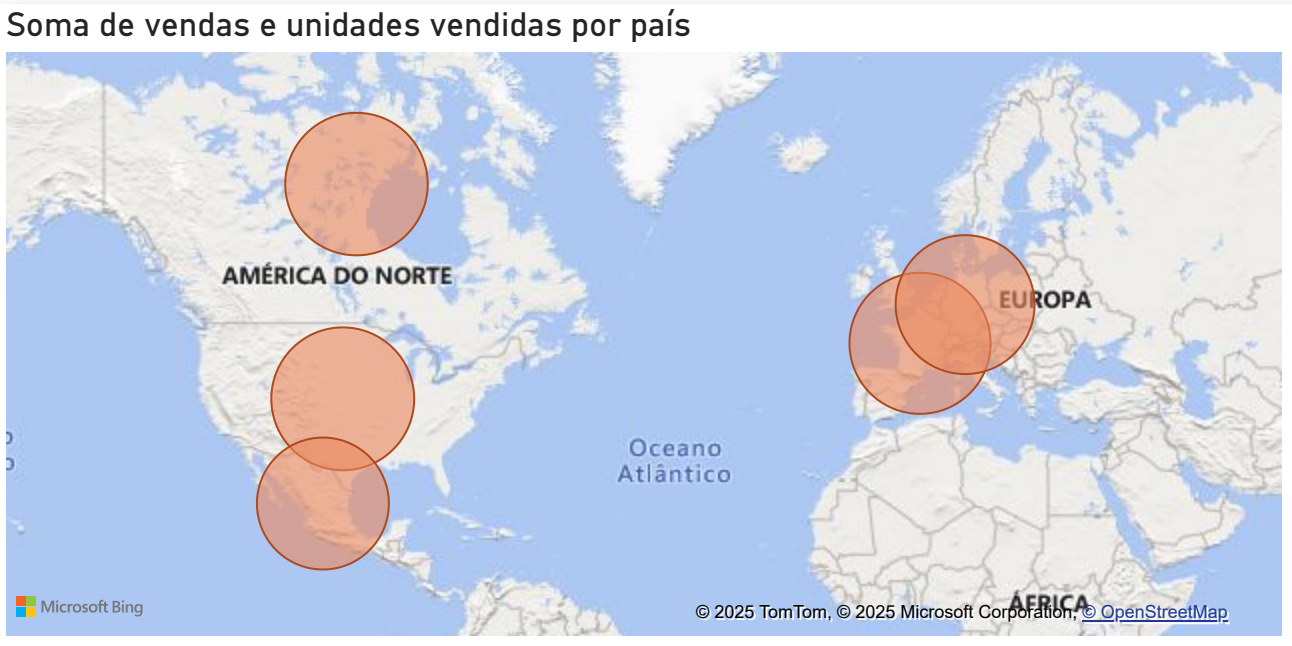 Soma de vendas e unidades vendidas por país
AMÉRICA DO NORTE
EUROPA
Oceano
Atlântico
ÁFRICA
Microsoft Bing
© 2025 TomTom, © 2025 Microsoft Corporation, © OpenStreetMap